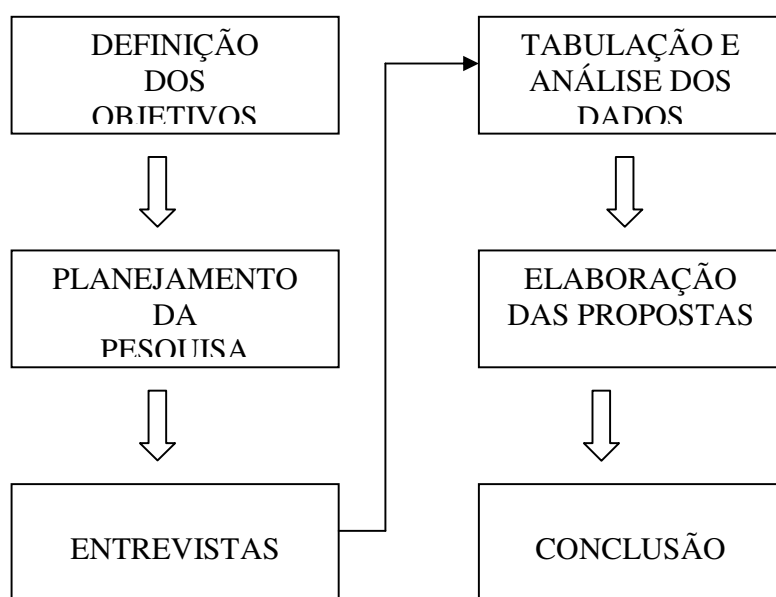 DEFINIÇÃO
DOS
OBJETIVOS
PLANEJAMENTO
DA
PESQUISA
ENTREVISTAS
TABULAÇÃO E
ANÁLISE DOS
DADOS
ELABORAÇÃO
DAS PROPOSTAS
CONCLUSÃO